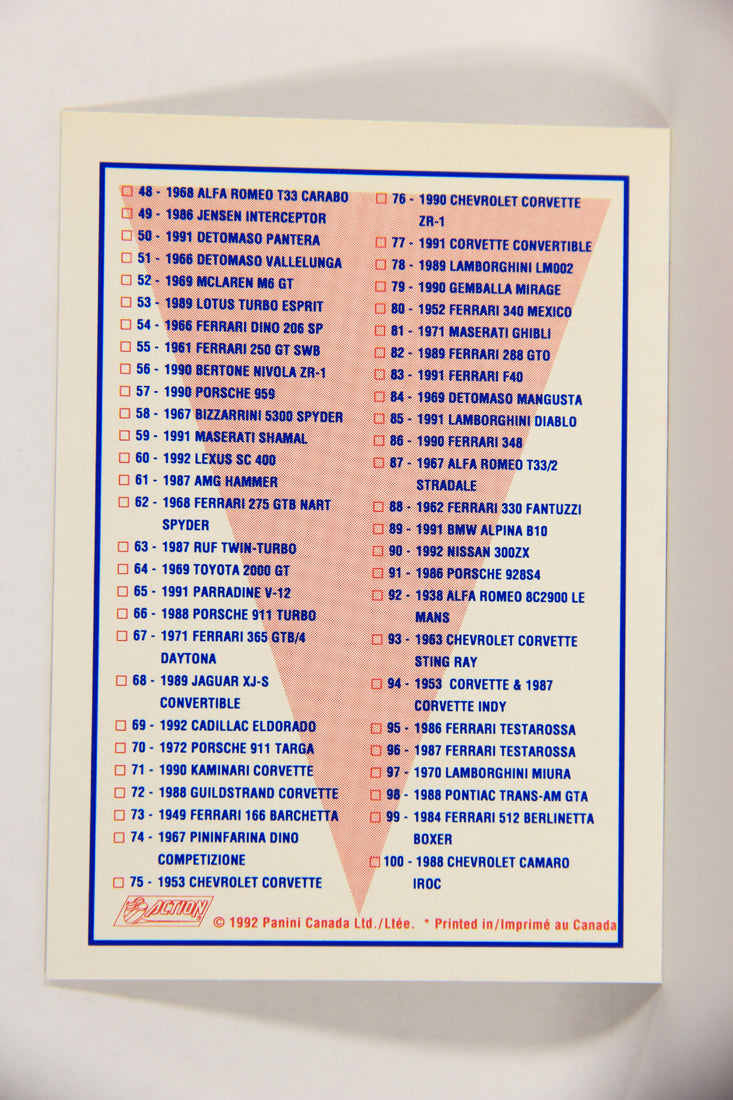 48 - 1968 ALFA ROMEO T33 CARABO
49 - 1986 JENSEN INTERCEPTOR
50 - 1991 DETOMASO PANTERA
51 - 1966 DETOMASO VALLELUNGA
52 - 1969 MCLAREN M6 GT
53 - 1989 LOTUS TURBO ESPRIT
54 - 1966 FERRARI DINO 206 SP
55 - 1961 FERRARI 250 GT SWB
56 - 1990 BERTONE NIVOLA ZR-1
57 - 1990 PORSCHE 959
58 - 1967 BIZZARRINI 5300 SPYDER
59 - 1991 MASERATI SHAMAL
60 - 1992 LEXUS SC 400
61 - 1987 AMG HAMMER
62 - 1968 FERRARI 275 GTB NART
SPYDER
63 - 1987 RUF TWIN-TURBO
64 - 1969 TOYOTA 2000 GT
65 - 1991 PARRADINE V-12
66 - 1988 PORSCHE 911 TURBO
67 - 1971 FERRARI 365 GTB/4
DAYTONA
68 - 1989 JAGUAR XJ-S
CONVERTIBLE
69 - 1992 CADILLAC ELDORADO
70 - 1972 PORSCHE 911 TARGA
71 - 1990 KAMINARI CORVETTE
72 - 1988 GUILDSTRAND CORVETTE
73 - 1949 FERRARI 166 BARCHETTA
74 - 1967 PININFARINA DINO
COMPETIZIONE
75 - 1953 CHEVROLET CORVETTE
76 - 1990 CHEVROLET CORVETTE
ZR-1
77 - 1991 CORVETTE CONVERTIBLE
78 - 1989 LAMBORGHINI LM002
79 - 1990 GEMBALLA MIRAGE
80 - 1952 FERRARI 340 MEXICO
81 - 1971 MASERATI GHIBLI
82 - 1989 FERRARI 288 GTO
83 - 1991 FERRARI F40
84 - 1969 DETOMASO MANGUSTA
85 - 1991 LAMBORGHINI DIABLO
86 - 1990 FERRARI 348
87 - 1967 ALFA ROMEO T33/2
STRADALE
88 - 1962 FERRARI 330 FANTUZZI
89 - 1991 BMW ALPINA B10
90 - 1992 NISSAN 300ZX
91 - 1986 PORSCHE 928S4
92 - 1938 ALFA ROMEO 8C2900 LE
MANS
93 - 1963 CHEVROLET CORVETTE
STING RAY
94 - 1953 CORVETTE & 1987
CORVETTE INDY
95 - 1986 FERRARI TESTAROSSA
96 - 1987 FERRARI TESTAROSSA
97 - 1970 LAMBORGHINI MIURA
98 - 1988 PONTIAC TRANS-AM GTA
99 - 1984 FERRARI 512 BERLINETTA
BOXER
100 - 1988 CHEVROLET CAMARO
IROC
ACTION
© 1992 Panini Canada Ltd./Ltée. * Printed in/Imprimé au Canada